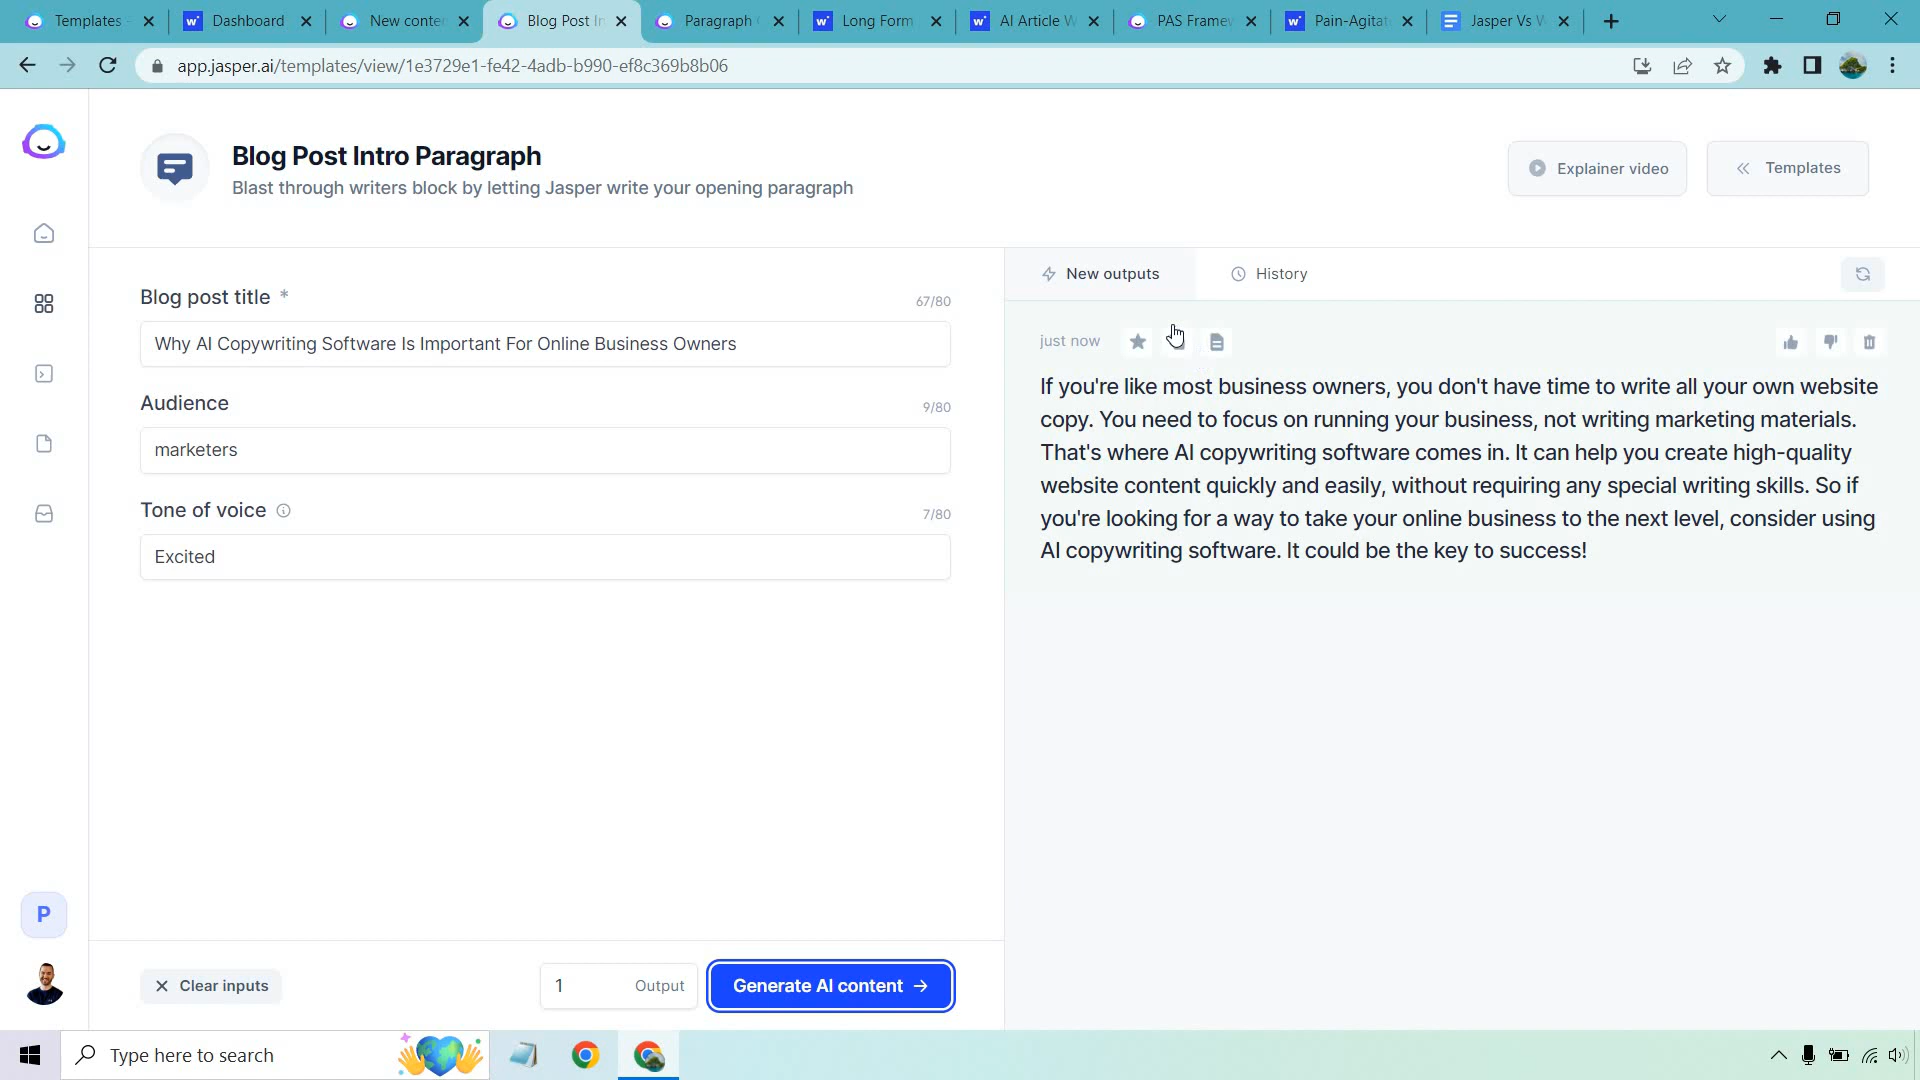 Templates -
Dashboard
New conte
Blog Post In
Paragraph
Long Form
AI Article W
PAS Framew
Pain-Agitat
Jasper Vs W
app.jasper.ai/templates/view/1e3729e1-fe42-4adb-b990-ef8c369b8b06
Blog Post Intro Paragraph
Blast through writers block by letting Jasper write your opening paragraph
Explainer video
Templates
Blog post title *
67/80
Why AI Copywriting Software Is Important For Online Business Owners
Audience
9/80
marketers
Tone of voice
7/80
Excited
New outputs
History
just now
If you're like most business owners, you don't have time to write all your own website
copy. You need to focus on running your business, not writing marketing materials.
That's where AI copywriting software comes in. It can help you create high-quality
website content quickly and easily, without requiring any special writing skills. So if
you're looking for a way to take your online business to the next level, consider using
AI copywriting software. It could be the key to success!
P
Clear inputs
1 Output
Generate AI content
Type here to search